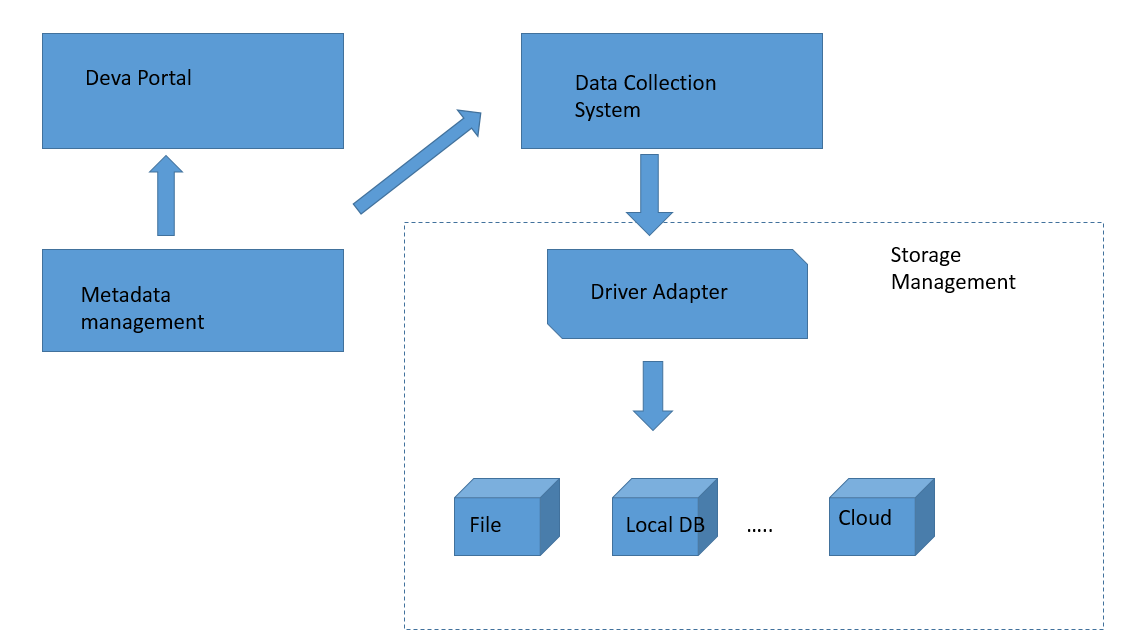 Deva Portal
Data Collection
System
Metadata
management
Storage
Management
Driver Adapter
File
Local DB
.....
Cloud